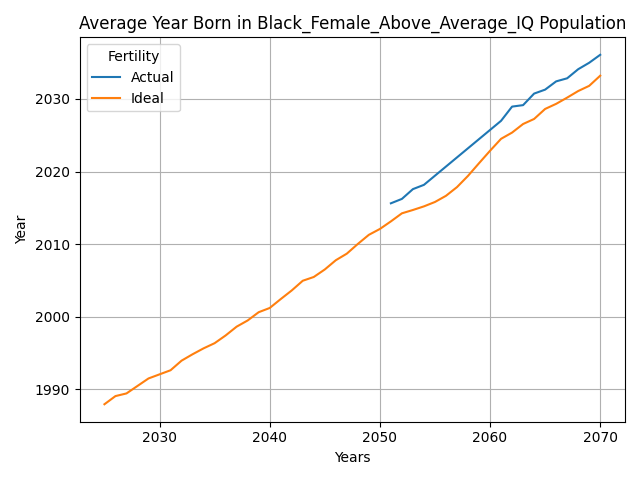 Average Year Born in Black_Female_Above_Average_IQ Population
Fertility
Actual
Ideal
2030
2020
2010
2000
1990
Year
2030 2040 2050 2060 2070
Years